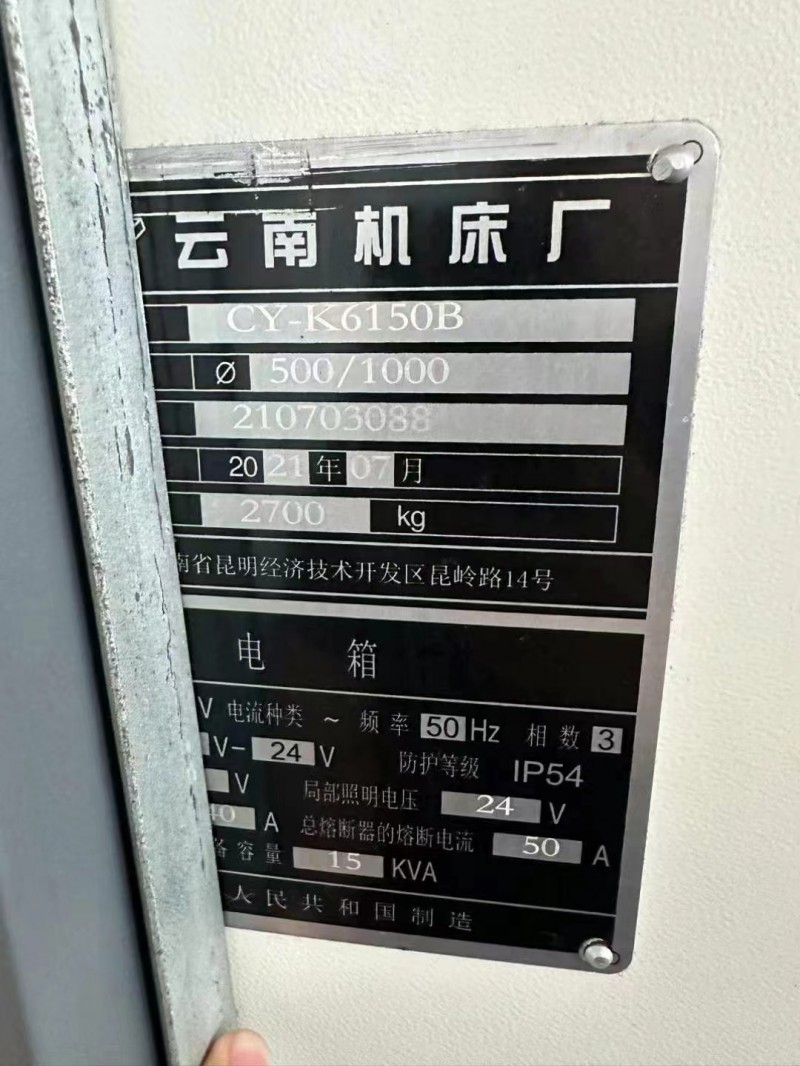 云南机床厂
CY-K6150B
Ø 500/1000
210703088
2021年07月
2700 kg
南省昆明经济技术开发区昆岭路14号
电箱
V 电流种类 ~ 频率 50 Hz 相数 3
V- 24 V 防护等级 IP54
V 局部照明电压 24 V
40 A 总熔断器的熔断电流 50 A
备容量 15 KVA
人民共和国制造